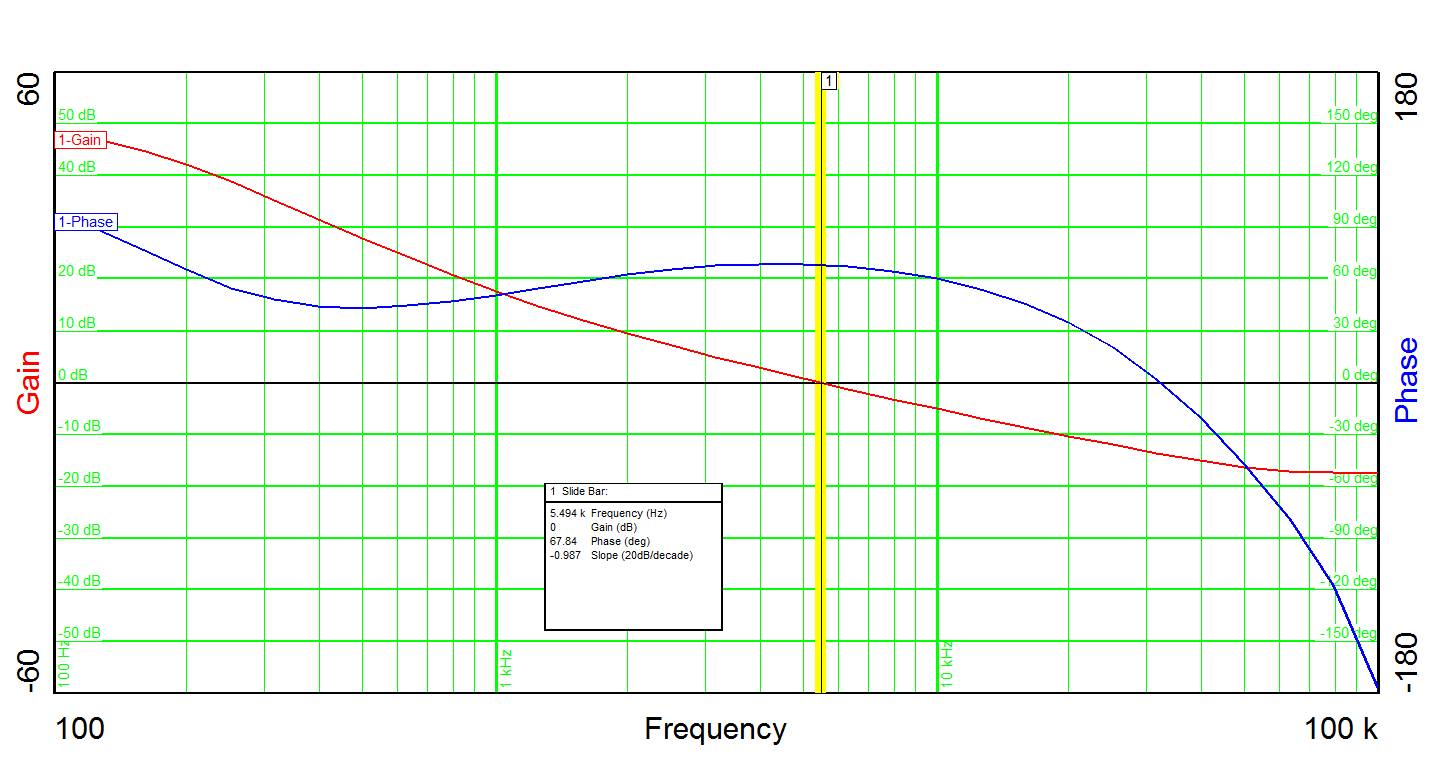 60
180
1
50 dB
150 deg
1-Gain
40 dB
120 deg
1-Phase
90 deg
20 dB
60 deg
10 dB
30 deg
Gain
0 dB
0 deg
Phase
-10 dB
-30 deg
-20 dB
-60 deg
1 Slide Bar:
5.494 k Frequency (Hz)
0 Gain (dB)
67.84 Phase (deg)
-0.987 Slope (20dB/decade)
-30 dB
-90 deg
-40 dB
-120 deg
-50 dB
-150 deg
-60
100 Hz
1 kHz
10 kHz
-180
100
Frequency
100 k